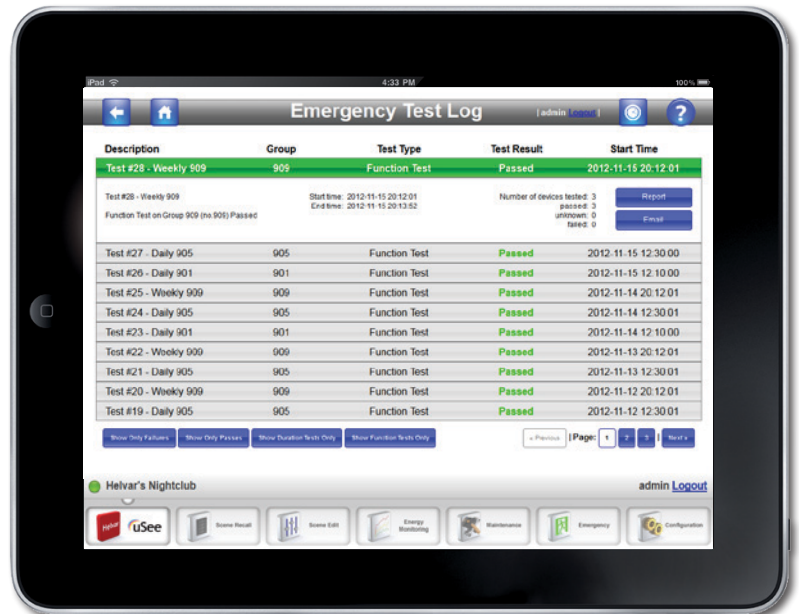 iPad 4:33 PM 100%
Emergency Test Log | admin Logout | ?
Description Group Test Type Test Result Start Time
Test #28 - Weekly 909 909 Function Test Passed 2012-11-15 20:12:01
Test #28 - Weekly 909 Start time: 2012-11-15 20:12:01 Number of devices tested: 3 Report
End time: 2012-11-15 20:13:52 passed: 3
Function Test on Group 909 (no.909) Passed unknown: 0 Email
failed: 0
Test #27 - Daily 905 905 Function Test Passed 2012-11-15 12:30:00
Test #26 - Daily 901 901 Function Test Passed 2012-11-15 12:10:00
Test #25 - Weekly 909 909 Function Test Passed 2012-11-14 20:12:01
Test #24 - Daily 905 905 Function Test Passed 2012-11-14 12:30:01
Test #23 - Daily 901 901 Function Test Passed 2012-11-14 12:10:00
Test #22 - Weekly 909 909 Function Test Passed 2012-11-13 20:12:01
Test #21 - Daily 905 905 Function Test Passed 2012-11-13 12:30:01
Test #20 - Weekly 909 909 Function Test Passed 2012-11-12 20:12:01
Test #19 - Daily 905 905 Function Test Passed 2012-11-12 12:30:01
Show Only Failures Show Only Passes Show Duration Tests Only Show Function Tests Only « Previous | Page: 1 2 3 | Next »
Helvar's Nightclub admin Logout
Helvar uSee Scene Recall Scene Edit Energy Monitoring Maintenance Emergency Configuration